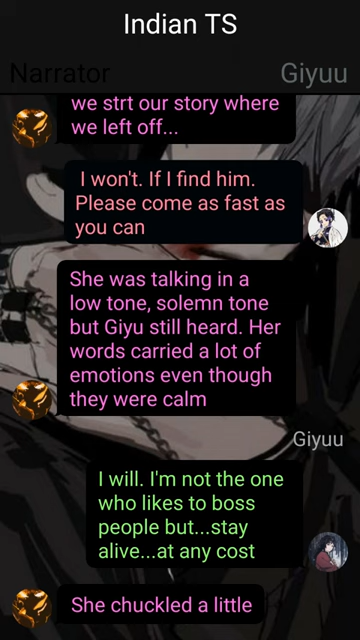 Indian TS
Narrator
Giyuu
we strt our story where
we left off...
I won't. If I find him.
Please come as fast as
you can
She was talking in a
low tone, solemn tone
but Giyu still heard. Her
words carried a lot of
emotions even though
they were calm
Giyuu
I will. I'm not the one
who likes to boss
people but...stay
alive...at any cost
She chuckled a little